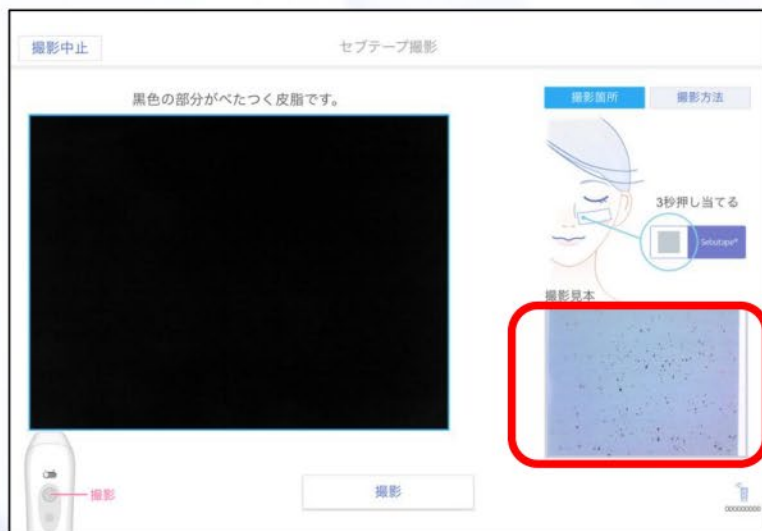 撮影中止
セブテープ撮影
黒色の部分がべたつく皮脂です。
撮影箇所
撮影方法
3秒押し当てる
Sebutape®
撮影見本
撮影
撮影
000000000